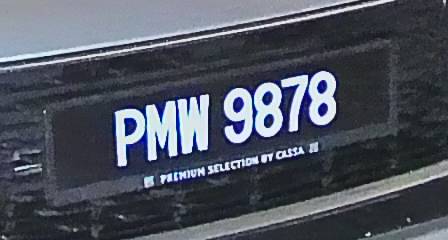 PMW 9878
PREMIUM SELECTION BY CASSA